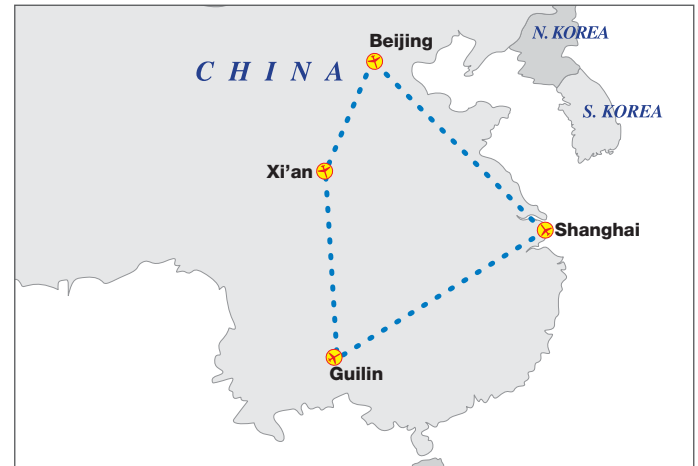 N. KOREA
Beijing
C H I N A
S. KOREA
Xi’an
Shanghai
Guilin